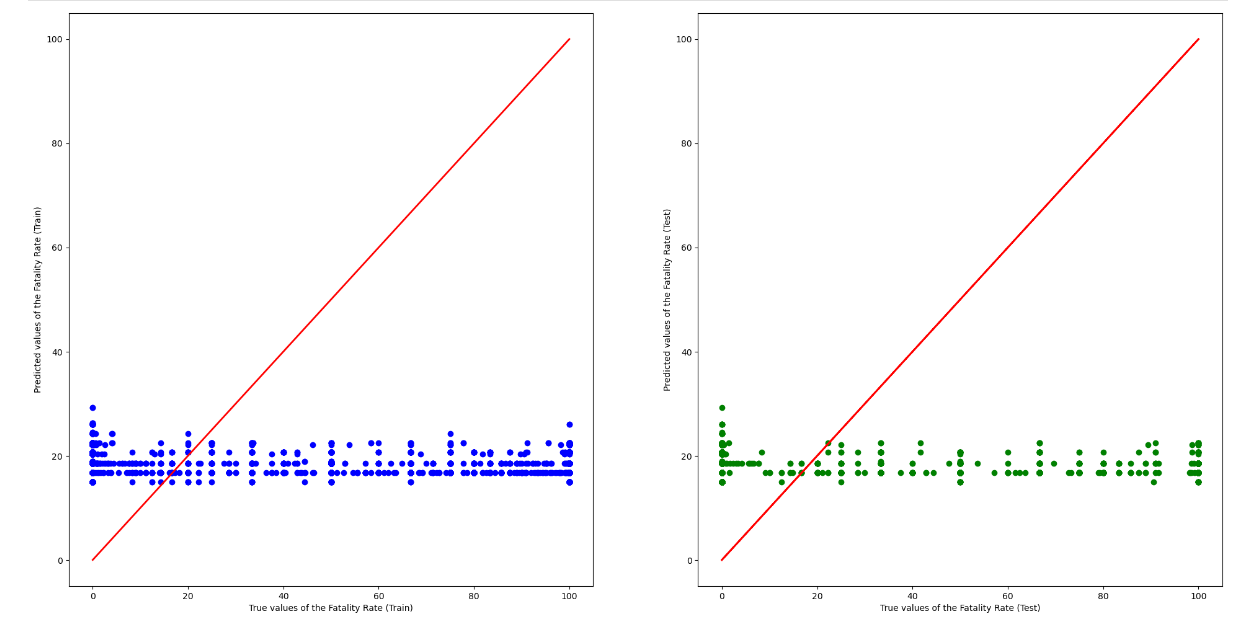 100
80
60
40
20
0
Predicted values of the Fatality Rate (Train)
0 20 40 60 80 100
True values of the Fatality Rate (Train)
100
80
60
40
20
0
Predicted values of the Fatality Rate (Test)
0 20 40 60 80 100
True values of the Fatality Rate (Test)